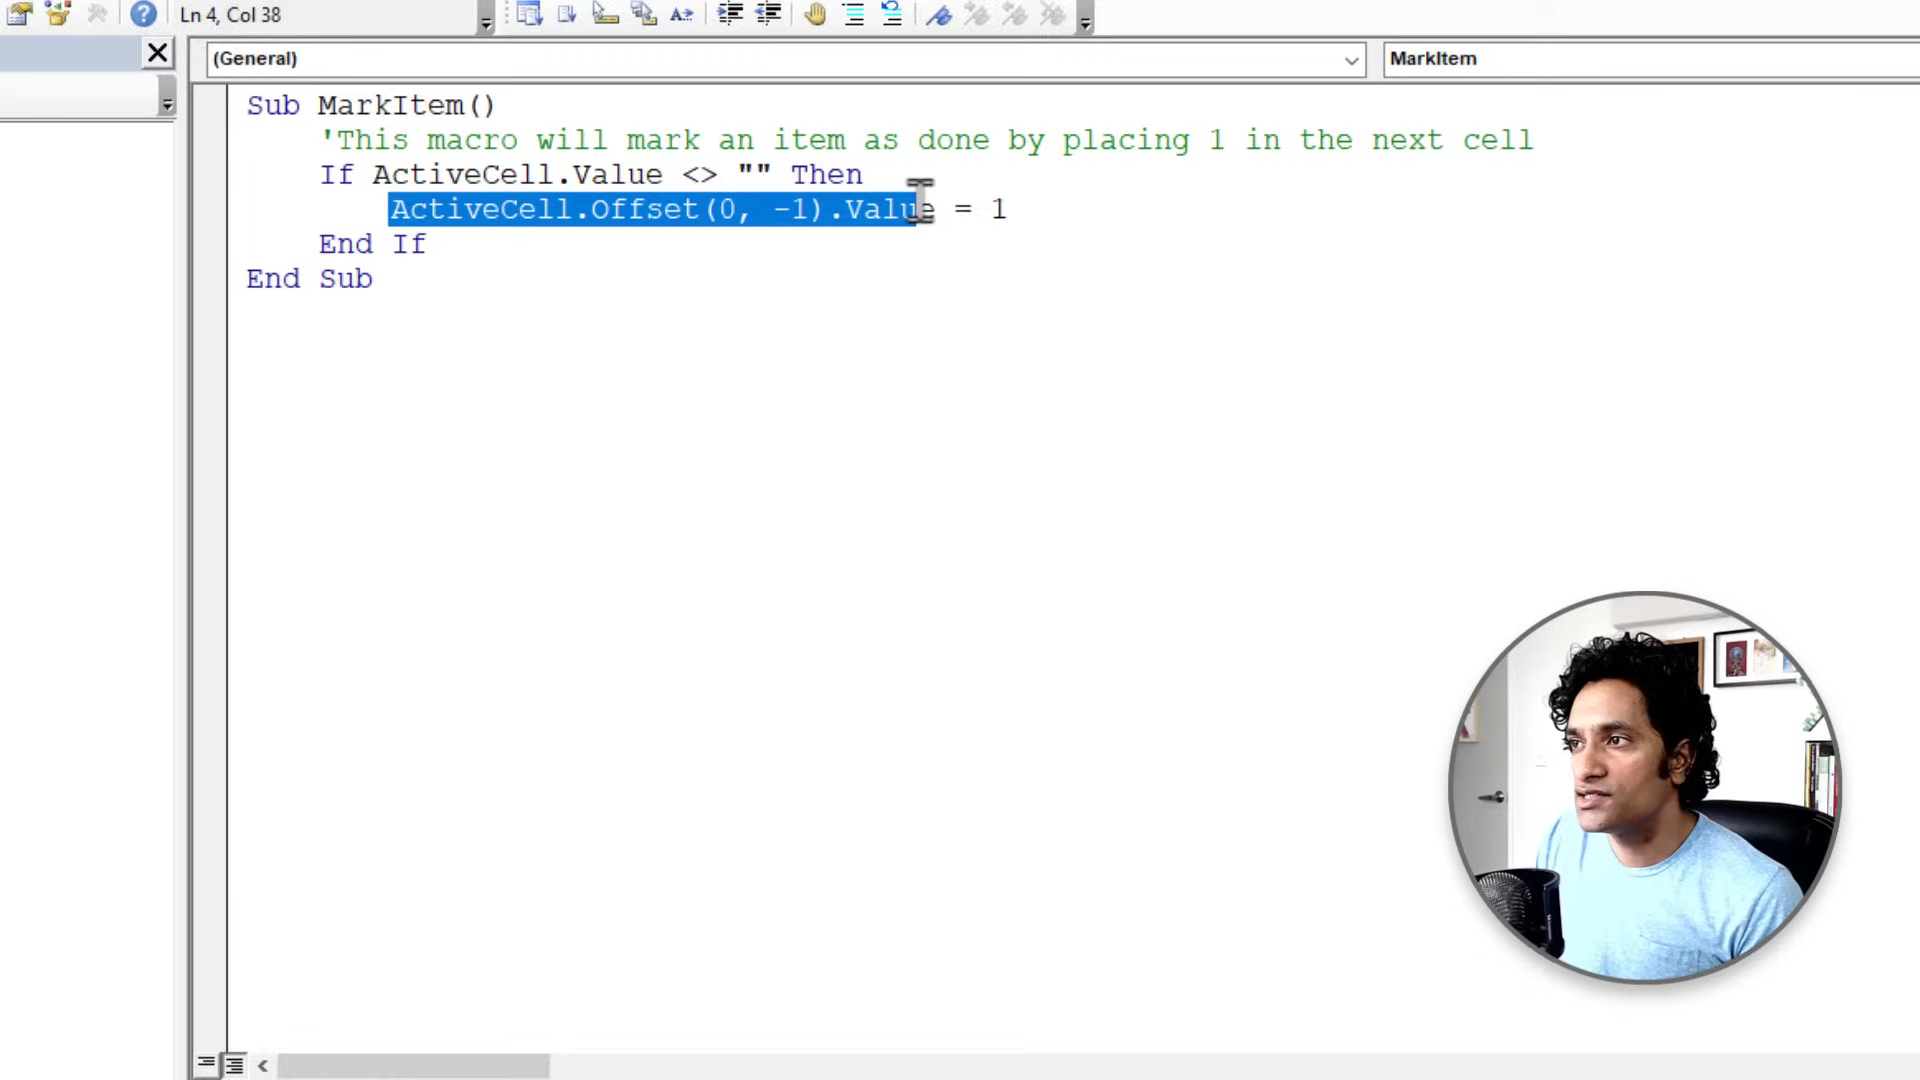 Ln 4, Col 38
(General)
MarkItem
Sub MarkItem()
'This macro will mark an item as done by placing 1 in the next cell
If ActiveCell.Value <> "" Then
ActiveCell.Offset(0, -1).Value = 1
End If
End Sub